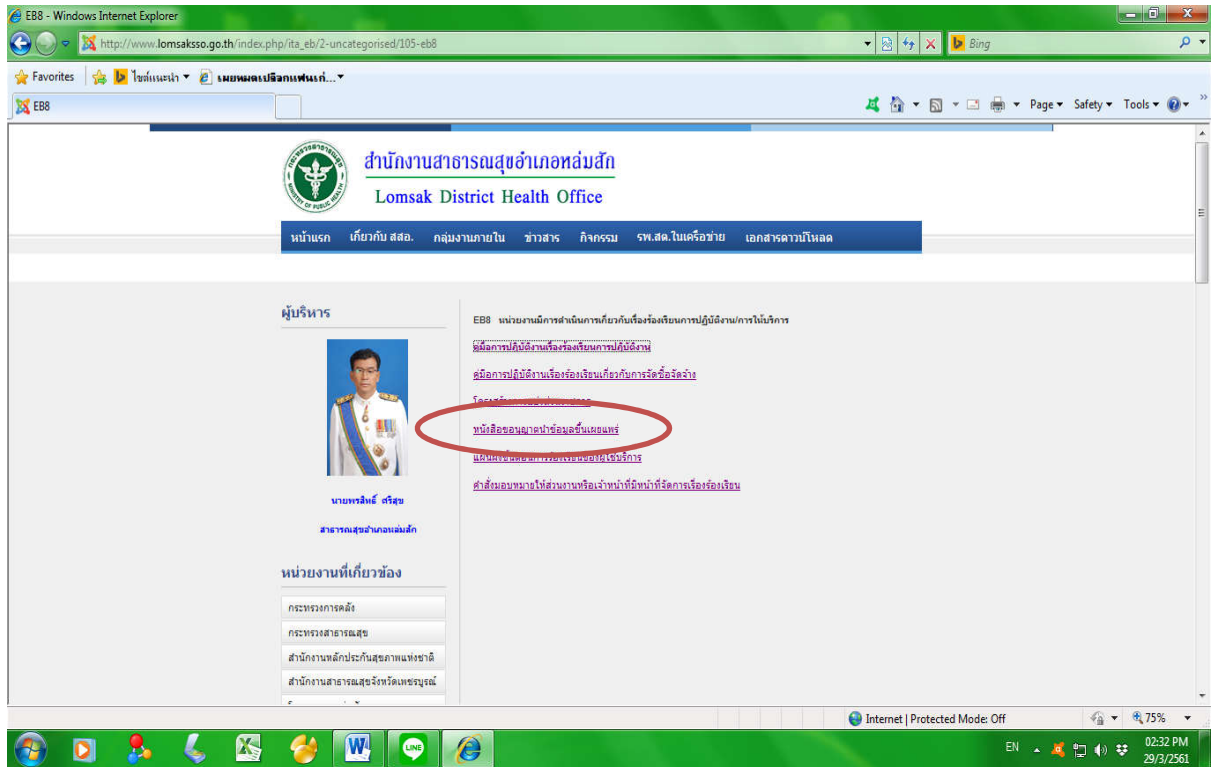 EB8 - Windows Internet Explorer
http://www.lomsaksso.go.th/index.php/ita_eb/2-uncategorised/105-eb8
Bing
Favorites ไซต์แนะนำ
EB8
Page Safety Tools
สำนักงานสาธารณสุขอำเภอหล่มสัก
Lomsak District Health Office
หน้าแรก เกี่ยวกับ สสอ. กลุ่มงานภายใน ข่าวสาร กิจกรรม รพ.สต.ในเครือข่าย เอกสารดาวน์โหลด
ผู้บริหาร
EB8 หน่วยงานมีการดำเนินการเกี่ยวกับเรื่องร้องเรียนการปฏิบัติงาน/การให้บริการ
คู่มือการปฏิบัติงานเรื่องร้องเรียนการปฏิบัติงาน
คู่มือการปฏิบัติงานเรื่องร้องเรียนเกี่ยวกับการจัดซื้อจัดจ้าง
หนังสือขอนุญาตนำข้อมูลขึ้นเผยแพร่
คำสั่งมอบหมายให้ส่วนงานหรือเจ้าหน้าที่มีหน้าที่จัดการเรื่องร้องเรียน
นายพรสิทธิ์ ศรีสุข
สาธารณสุขอำเภอหล่มสัก
หน่วยงานที่เกี่ยวข้อง
กระทรวงการคลัง
กระทรวงสาธารณสุข
สำนักงานหลักประกันสุขภาพแห่งชาติ
สำนักงานสาธารณสุขจังหวัดเพชรบูรณ์
Internet | Protected Mode: Off 75%
LINE
EN
02:32 PM
29/3/2561